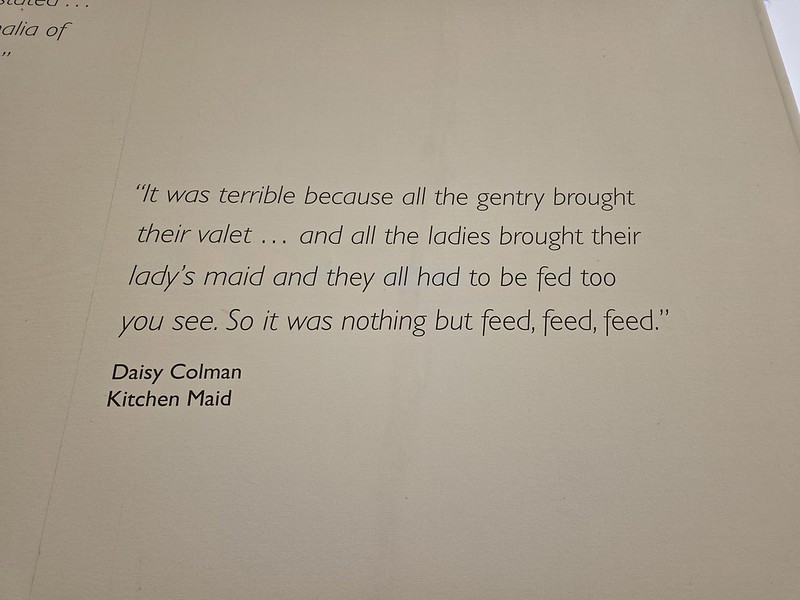 of
”
“It was terrible because all the gentry brought
their valet ... and all the ladies brought their
lady’s maid and they all had to be fed too
you see. So it was nothing but feed, feed, feed.”
Daisy Colman
Kitchen Maid